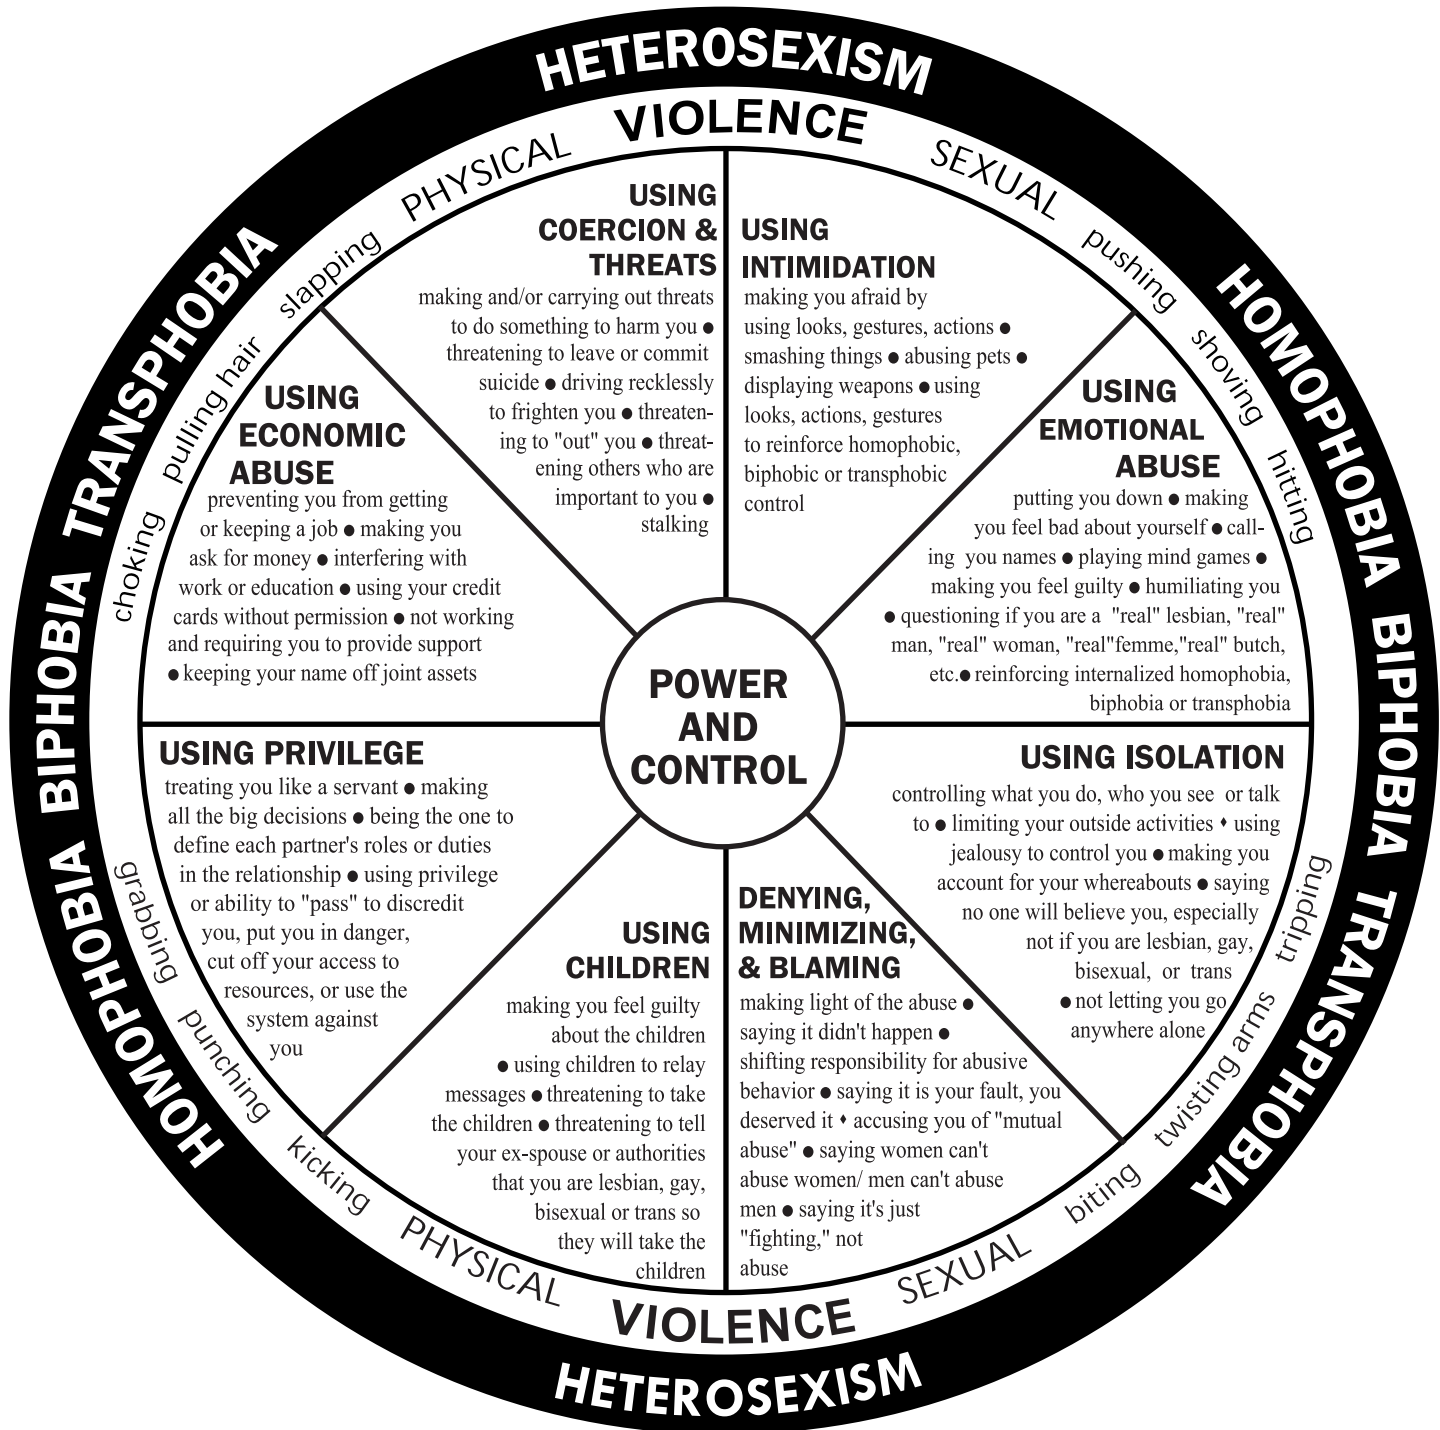 HETEROSEXISM
HOMOPHOBIA
BIPHOBIA
TRANSPHOBIA
HETEROSEXISM
HOMOPHOBIA
BIPHOBIA
TRANSPHOBIA
VIOLENCE
SEXUAL
pushing
shoving
hitting
tripping
twisting arms
biting
SEXUAL
VIOLENCE
PHYSICAL
kicking
punching
grabbing
choking
pulling hair
slapping
PHYSICAL
USING
COERCION &
THREATS
making and/or carrying out threats
to do something to harm you ●
threatening to leave or commit
suicide ● driving recklessly
to frighten you ● threaten-
ing to "out" you ● threat-
ening others who are
important to you ●
stalking
USING
INTIMIDATION
making you afraid by
using looks, gestures, actions ●
smashing things ● abusing pets ●
displaying weapons ● using
looks, actions, gestures
to reinforce homophobic,
biphobic or transphobic
control
USING
EMOTIONAL
ABUSE
putting you down ● making
you feel bad about yourself ● call-
ing you names ● playing mind games ●
making you feel guilty ● humiliating you
● questioning if you are a "real" lesbian, "real"
man, "real" woman, "real"femme,"real" butch,
etc.● reinforcing internalized homophobia,
biphobia or transphobia
USING ISOLATION
controlling what you do, who you see or talk
to ● limiting your outside activities ♦ using
jealousy to control you ● making you
account for your whereabouts ● saying
no one will believe you, especially
not if you are lesbian, gay,
bisexual, or trans
● not letting you go
anywhere alone
DENYING,
MINIMIZING,
& BLAMING
making light of the abuse ●
saying it didn't happen ●
shifting responsibility for abusive
behavior ● saying it is your fault, you
deserved it ♦ accusing you of "mutual
abuse" ● saying women can't
abuse women/ men can't abuse
men ● saying it's just
"fighting," not
abuse
USING
CHILDREN
making you feel guilty
about the children
● using children to relay
messages ● threatening to take
the children ● threatening to tell
your ex-spouse or authorities
that you are lesbian, gay,
bisexual or trans so
they will take the
children
USING PRIVILEGE
treating you like a servant ● making
all the big decisions ● being the one to
define each partner's roles or duties
in the relationship ● using privilege
or ability to "pass" to discredit
you, put you in danger,
cut off your access to
resources, or use the
system against
you
USING
ECONOMIC
ABUSE
preventing you from getting
or keeping a job ● making you
ask for money ● interfering with
work or education ● using your credit
cards without permission ● not working
and requiring you to provide support
● keeping your name off joint assets
POWER
AND
CONTROL